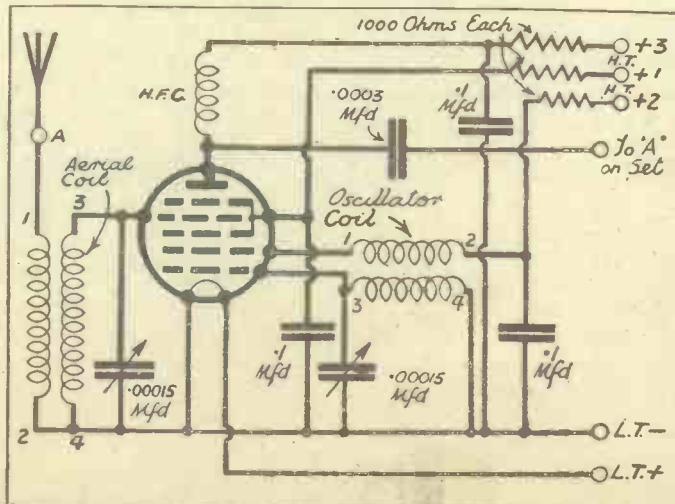 1000 Ohms Each
+3
H.T.
+1
H.T.
+2
H.F.C.
.0003
Mfd
.1
Mfd
To "A"
on Set
A
Aerial
Coil
Oscillator
Coil
1
3
1
2
3
4
.1
Mfd
.00015
Mfd
.00015
Mfd
.1
Mfd
2
4
L.T.-
L.T.+